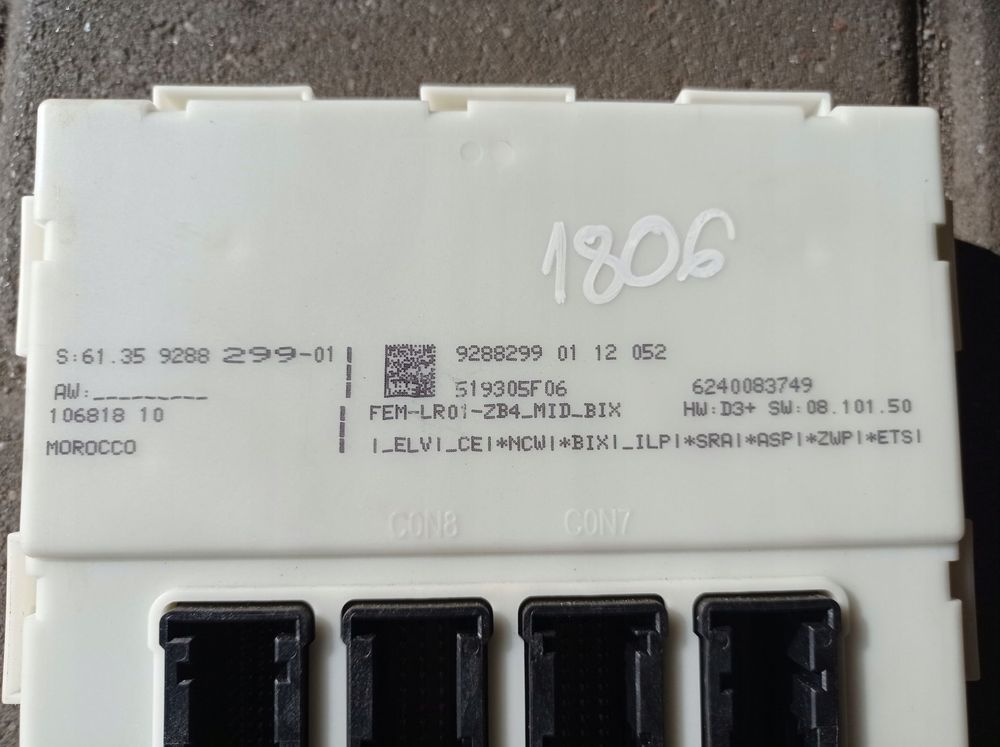 1806
S:61.35 9288 299-01
AW:_________
106818 10
MOROCCO
9288299 01 12 052
519305F06
6240083749
FEM-LR01-ZB4_MID_BIX
HW:D3+ SW:08.101.50
|_ELV|_CE|*NCW|*BIX|_ILP|*SRA|*ASP|*ZWP|*ETS|
CON8
CON7